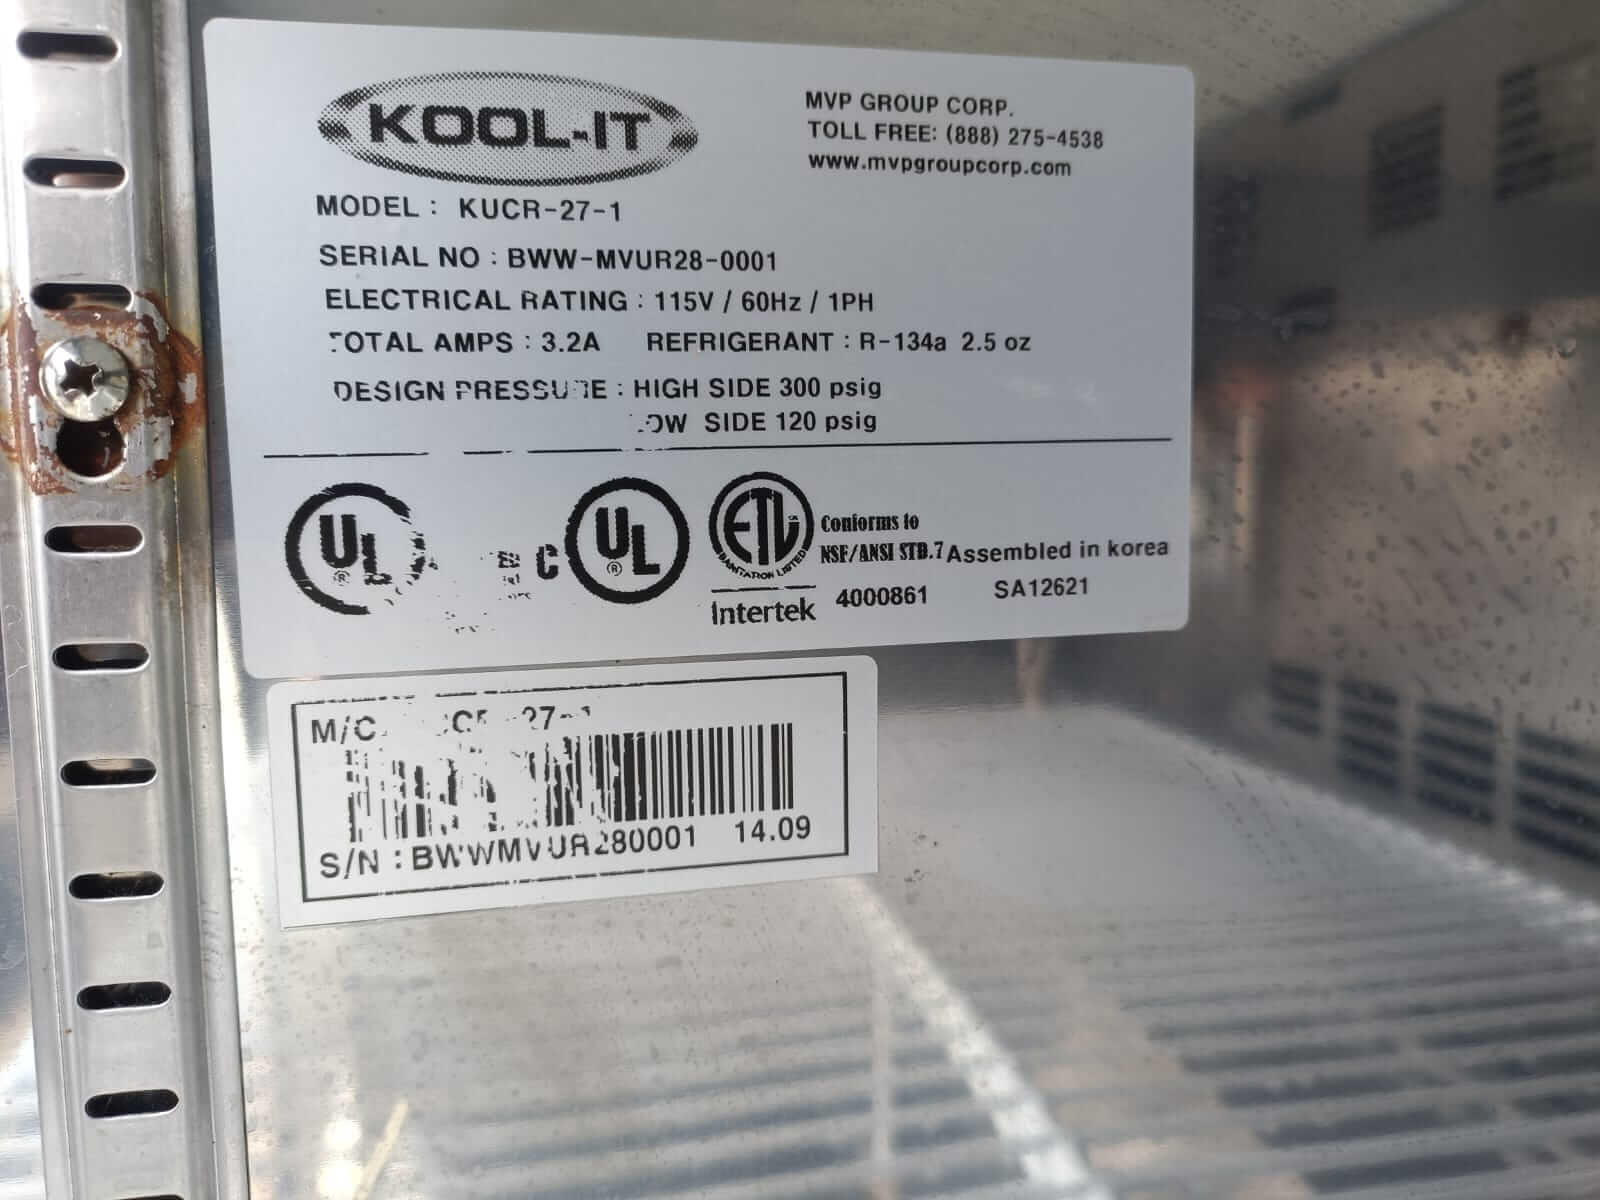 KOOL-IT
MVP GROUP CORP.
TOLL FREE: (888) 275-4538
www.mvpgroupcorp.com
MODEL : KUCR-27-1
SERIAL NO : BWW-MVUR28-0001
ELECTRICAL RATING : 115V / 60Hz / 1PH
TOTAL AMPS : 3.2A REFRIGERANT : R-134a 2.5 oz
DESIGN PRESSURE : HIGH SIDE 300 psig
LOW SIDE 120 psig
UL ®
C UL ®
ETL
SANITATION LISTED
Intertek
Conforms to
NSF/ANSI STD.7
4000861
Assembled in korea
SA12621
M/C
S/N : BWWMVUR280001 14.09